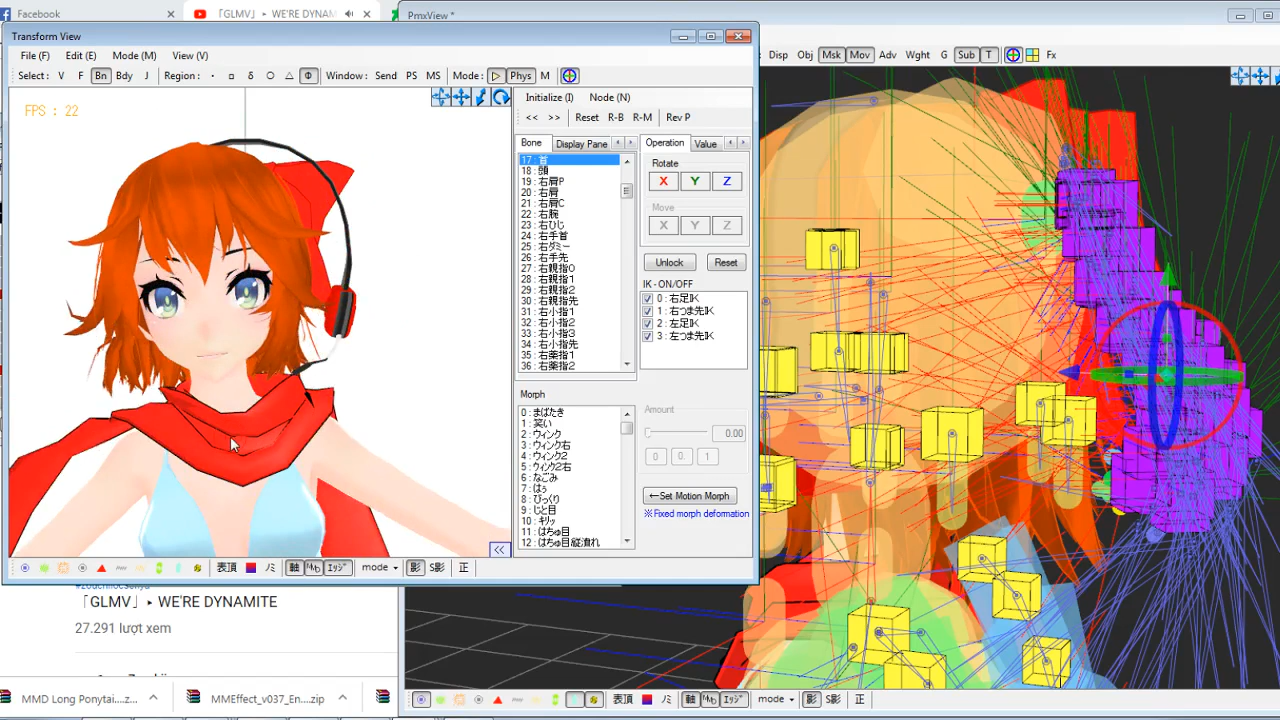 Facebook
「GLMV」▸ WE'RE DYNAM
PmxView *
Transform View
File (F) Edit (E) Mode (M) View (V)
Disp Obj Msk Mov Adv Wght G Sub T Fx
Select: V F Bn Bdy J Region: Window: Send PS MS Mode: Phys M
FPS : 22
Initialize (I) Node (N)
<< >> Reset R-B R-M Rev P
Bone Display Pane
Operation Value
17 : 首
18 : 頭
19 : 右肩P
20 : 右肩
21 : 右肩C
22 : 右腕
23 : 右ひじ
24 : 右手首
25 : 右ダミー
26 : 右手先
27 : 右親指0
28 : 右親指1
29 : 右親指2
30 : 右親指先
31 : 右小指1
32 : 右小指2
33 : 右小指3
34 : 右小指先
35 : 右薬指1
36 : 右薬指2
Rotate
X Y Z
Move
X Y Z
Unlock Reset
IK - ON/OFF
0 : 右足IK
1 : 右つま先IK
2 : 左足IK
3 : 左つま先IK
Morph
0 : まばたき
1 : 笑い
2 : ウィンク
3 : ウィンク右
4 : ウィンク2
5 : ウィンク2右
6 : なごみ
7 : はぅ
8 : びっくり
9 : じと目
10 : キリッ
11 : はちゅ目
12 : はちゅ目縦潰れ
Amount
0.00
0 0. 1
←Set Motion Morph
※Fixed morph deformation
<<
表頂 ノミ 軸 エッジ mode 影 S影 正
「GLMV」▸ WE'RE DYNAMITE
27.291 lượt xem
MMD Long Ponytai....z...
MMEffect_v037_En....zip
表頂 ノミ 軸 エッジ mode 影 S影 正